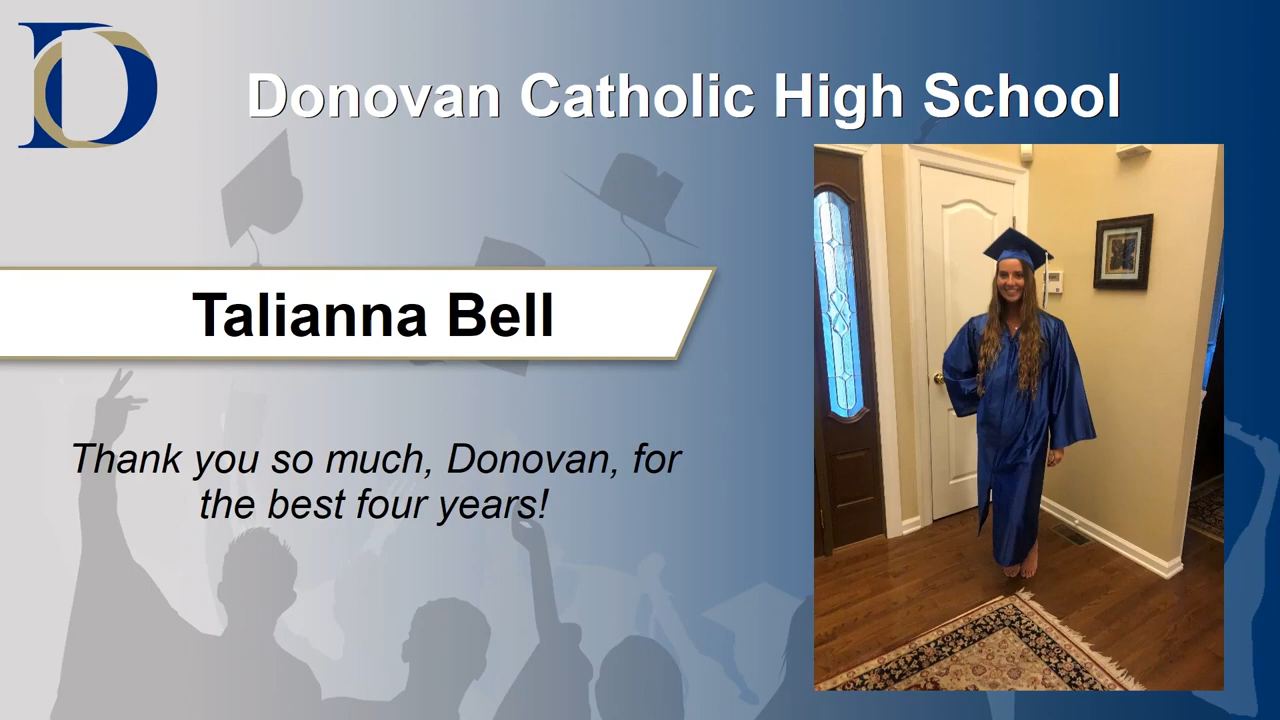 Donovan Catholic High School
Talianna Bell
Thank you so much, Donovan, for
the best four years!